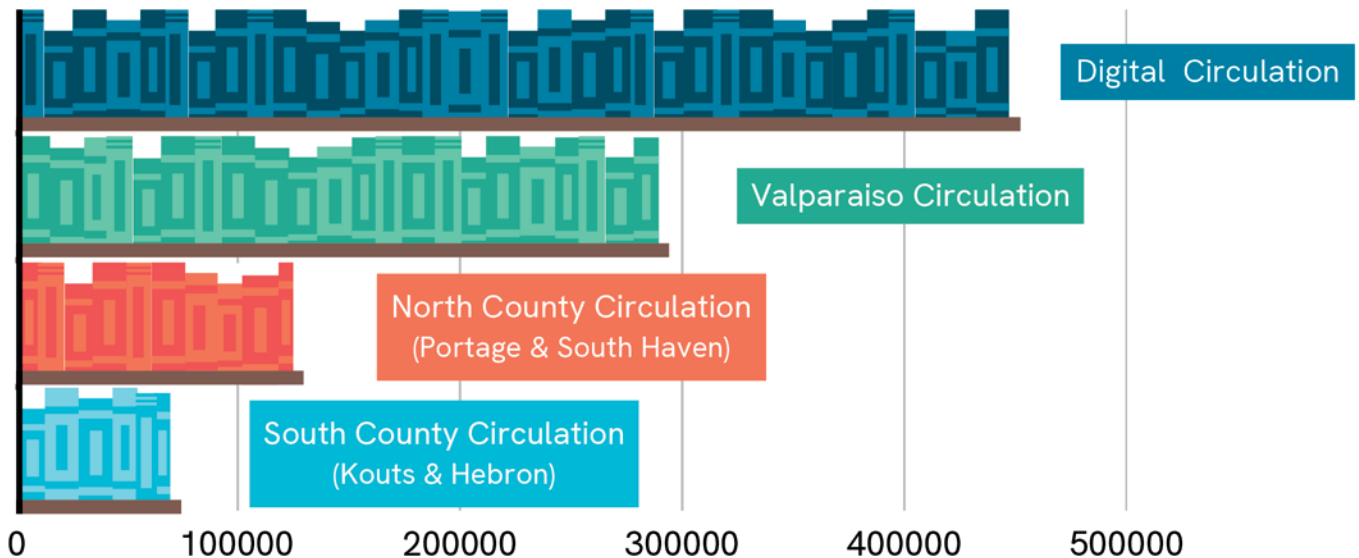 Digital Circulation
Valparaiso Circulation
North County Circulation
(Portage & South Haven)
South County Circulation
(Kouts & Hebron)
0 100000 200000 300000 400000 500000